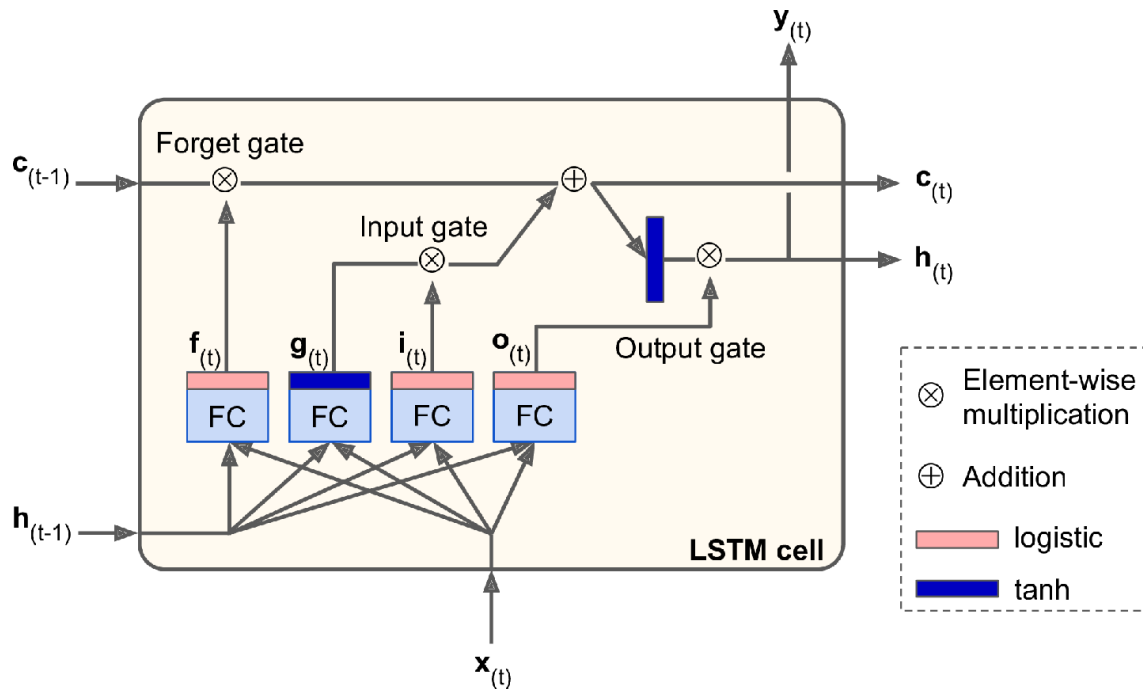 y(t)
Forget gate
c(t-1)
c(t)
Input gate
h(t)
f(t)
g(t)
i(t)
o(t)
Output gate
FC
FC
FC
FC
Element-wise
multiplication
Addition
h(t-1)
logistic
LSTM cell
tanh
x(t)